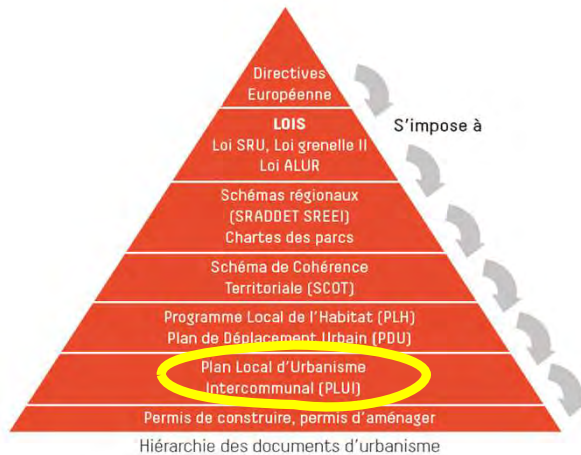 Directives
Européenne
S'impose à
LOIS
Loi SRU, Loi grenelle II
Loi ALUR
Schémas régionaux
(SRADDET SREEI)
Chartes des parcs
Schéma de Cohérence
Territoriale (SCOT)
Programme Local de l'Habitat (PLH)
Plan de Déplacement Urbain (PDU)
Plan Local d'Urbanisme
Intercommunal (PLUI)
Permis de construire, permis d'aménager
Hiérarchie des documents d'urbanisme